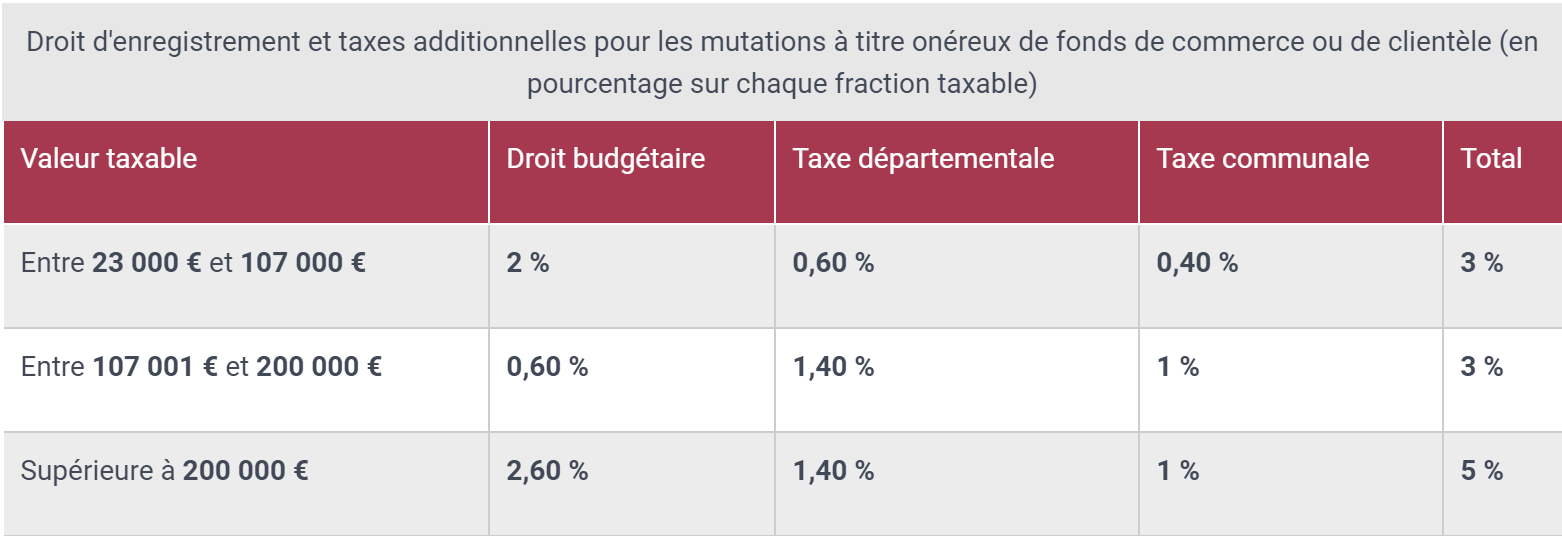 Droit d'enregistrement et taxes additionnelles pour les mutations à titre onéreux de fonds de commerce ou de clientèle (en
pourcentage sur chaque fraction taxable)
Valeur taxable Droit budgétaire Taxe départementale Taxe communale Total
Entre 23 000 € et 107 000 € 2 % 0,60 % 0,40 % 3 %
Entre 107 001 € et 200 000 € 0,60 % 1,40 % 1 % 3 %
Supérieure à 200 000 € 2,60 % 1,40 % 1 % 5 %